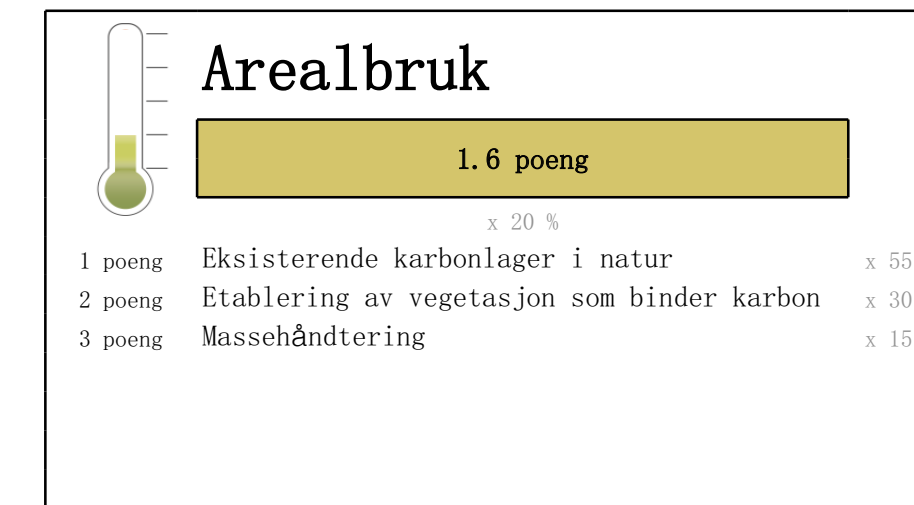 Arealbruk
1.6 poeng
x 20 %
1 poeng Eksisterende karbonlager i natur x 55
2 poeng Etablering av vegetasjon som binder karbon x 30
3 poeng Massehåndtering x 15